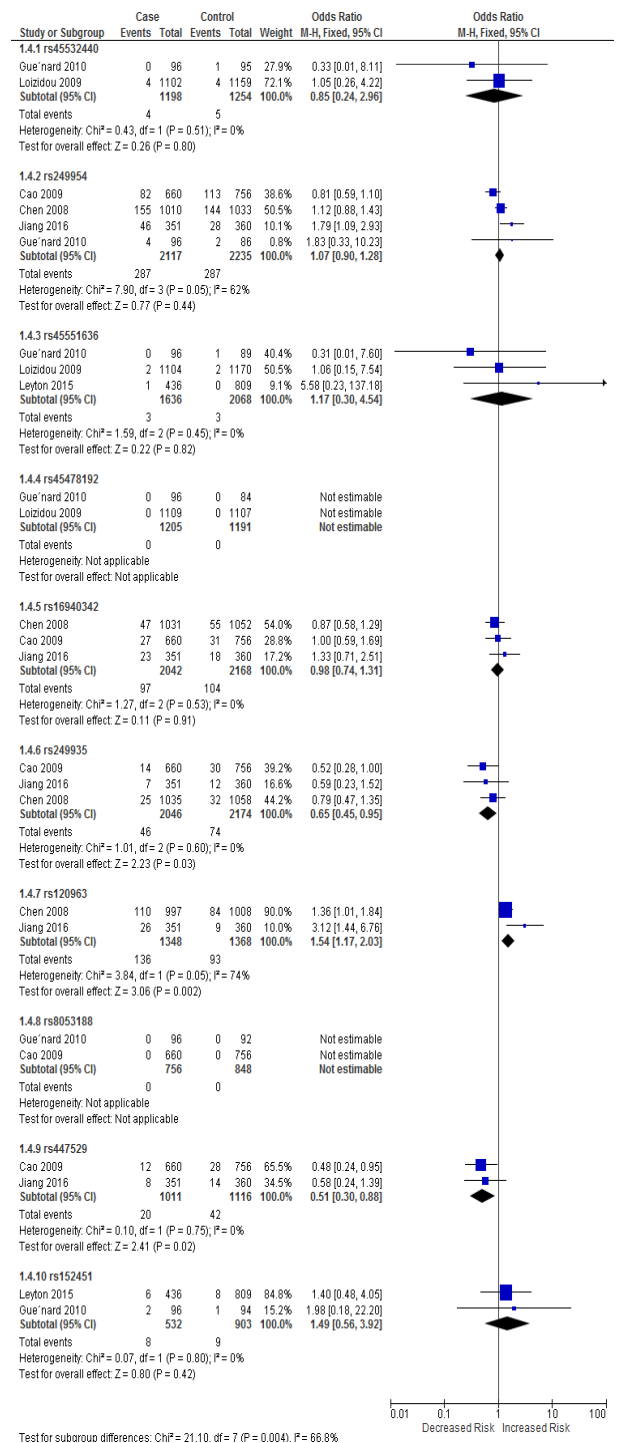 Case Control Odds Ratio Odds Ratio
Study or Subgroup Events Total Events Total Weight M-H, Fixed, 95% CI M-H, Fixed, 95% CI
1.4.1 rs45532440
Gue´nard 2010 0 96 1 95 27.9% 0.33 [0.01, 8.11]
Loizidou 2009 4 1102 4 1159 72.1% 1.05 [0.26, 4.22]
Subtotal (95% CI) 1198 1254 100.0% 0.85 [0.24, 2.96]
Total events 4 5
Heterogeneity: Chi² = 0.43, df = 1 (P = 0.51); I² = 0%
Test for overall effect: Z = 0.26 (P = 0.80)
1.4.2 rs249954
Cao 2009 82 660 113 756 38.6% 0.81 [0.59, 1.10]
Chen 2008 155 1010 144 1033 50.5% 1.12 [0.88, 1.43]
Jiang 2016 46 351 28 360 10.1% 1.79 [1.09, 2.93]
Gue´nard 2010 4 96 2 86 0.8% 1.83 [0.33, 10.23]
Subtotal (95% CI) 2117 2235 100.0% 1.07 [0.90, 1.28]
Total events 287 287
Heterogeneity: Chi² = 7.90, df = 3 (P = 0.05); I² = 62%
Test for overall effect: Z = 0.77 (P = 0.44)
1.4.3 rs45551636
Gue´nard 2010 0 96 1 89 40.4% 0.31 [0.01, 7.60]
Loizidou 2009 2 1104 2 1170 50.5% 1.06 [0.15, 7.54]
Leyton 2015 1 436 0 809 9.1% 5.58 [0.23, 137.18]
Subtotal (95% CI) 1636 2068 100.0% 1.17 [0.30, 4.54]
Total events 3 3
Heterogeneity: Chi² = 1.59, df = 2 (P = 0.45); I² = 0%
Test for overall effect: Z = 0.22 (P = 0.82)
1.4.4 rs45478192
Gue´nard 2010 0 96 0 84 Not estimable
Loizidou 2009 0 1109 0 1107 Not estimable
Subtotal (95% CI) 1205 1191 Not estimable
Total events 0 0
Heterogeneity: Not applicable
Test for overall effect: Not applicable
1.4.5 rs16940342
Chen 2008 47 1031 55 1052 54.0% 0.87 [0.58, 1.29]
Cao 2009 27 660 31 756 28.8% 1.00 [0.59, 1.69]
Jiang 2016 23 351 18 360 17.2% 1.33 [0.71, 2.51]
Subtotal (95% CI) 2042 2168 100.0% 0.98 [0.74, 1.31]
Total events 97 104
Heterogeneity: Chi² = 1.27, df = 2 (P = 0.53); I² = 0%
Test for overall effect: Z = 0.11 (P = 0.91)
1.4.6 rs249935
Cao 2009 14 660 30 756 39.2% 0.52 [0.28, 1.00]
Jiang 2016 7 351 12 360 16.6% 0.59 [0.23, 1.52]
Chen 2008 25 1035 32 1058 44.2% 0.79 [0.47, 1.35]
Subtotal (95% CI) 2046 2174 100.0% 0.65 [0.45, 0.95]
Total events 46 74
Heterogeneity: Chi² = 1.01, df = 2 (P = 0.60); I² = 0%
Test for overall effect: Z = 2.23 (P = 0.03)
1.4.7 rs120963
Chen 2008 110 997 84 1008 90.0% 1.36 [1.01, 1.84]
Jiang 2016 26 351 9 360 10.0% 3.12 [1.44, 6.76]
Subtotal (95% CI) 1348 1368 100.0% 1.54 [1.17, 2.03]
Total events 136 93
Heterogeneity: Chi² = 3.84, df = 1 (P = 0.05); I² = 74%
Test for overall effect: Z = 3.06 (P = 0.002)
1.4.8 rs8053188
Gue´nard 2010 0 96 0 92 Not estimable
Cao 2009 0 660 0 756 Not estimable
Subtotal (95% CI) 756 848 Not estimable
Total events 0 0
Heterogeneity: Not applicable
Test for overall effect: Not applicable
1.4.9 rs447529
Cao 2009 12 660 28 756 65.5% 0.48 [0.24, 0.95]
Jiang 2016 8 351 14 360 34.5% 0.58 [0.24, 1.39]
Subtotal (95% CI) 1011 1116 100.0% 0.51 [0.30, 0.88]
Total events 20 42
Heterogeneity: Chi² = 0.10, df = 1 (P = 0.75); I² = 0%
Test for overall effect: Z = 2.41 (P = 0.02)
1.4.10 rs152451
Leyton 2015 6 436 8 809 84.8% 1.40 [0.48, 4.05]
Gue´nard 2010 2 96 1 94 15.2% 1.98 [0.18, 22.20]
Subtotal (95% CI) 532 903 100.0% 1.49 [0.56, 3.92]
Total events 8 9
Heterogeneity: Chi² = 0.07, df = 1 (P = 0.80); I² = 0%
Test for overall effect: Z = 0.80 (P = 0.42)
0.01 0.1 1 10 100
Decreased Risk Increased Risk
Test for subgroup differences: Chi² = 21.10, df = 7 (P = 0.004), I² = 66.8%